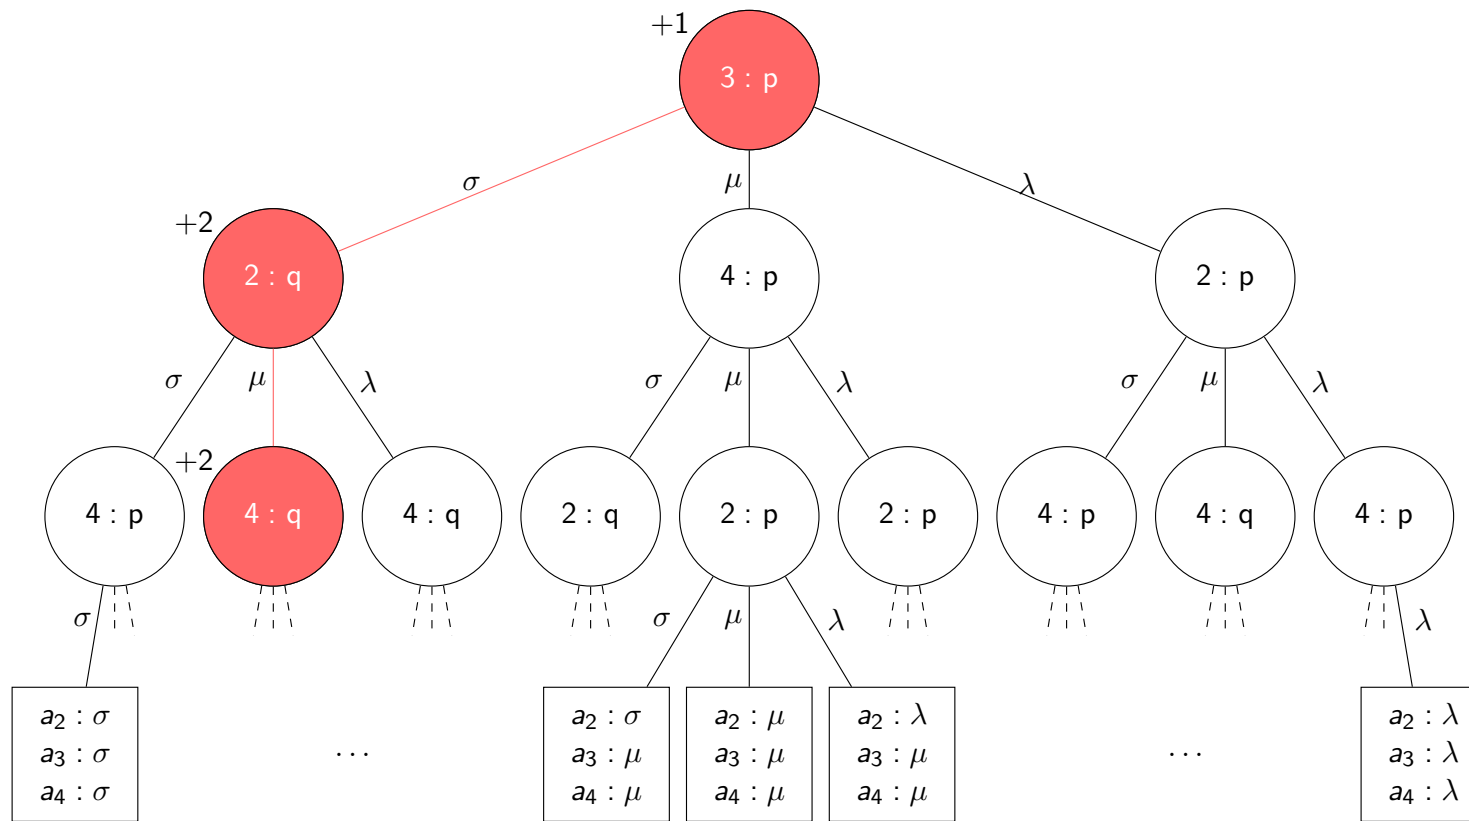 +1
3 : p
σ
μ
λ
+2
2 : q
4 : p
2 : p
σ
μ
λ
σ
μ
λ
σ
μ
λ
+2
4 : p
4 : q
4 : q
2 : q
2 : p
2 : p
4 : p
4 : q
4 : p
σ
σ
μ
λ
λ
a₂ : σ
a₃ : σ
a₄ : σ
...
a₂ : σ
a₃ : μ
a₄ : μ
a₂ : μ
a₃ : μ
a₄ : μ
a₂ : λ
a₃ : μ
a₄ : μ
...
a₂ : λ
a₃ : λ
a₄ : λ